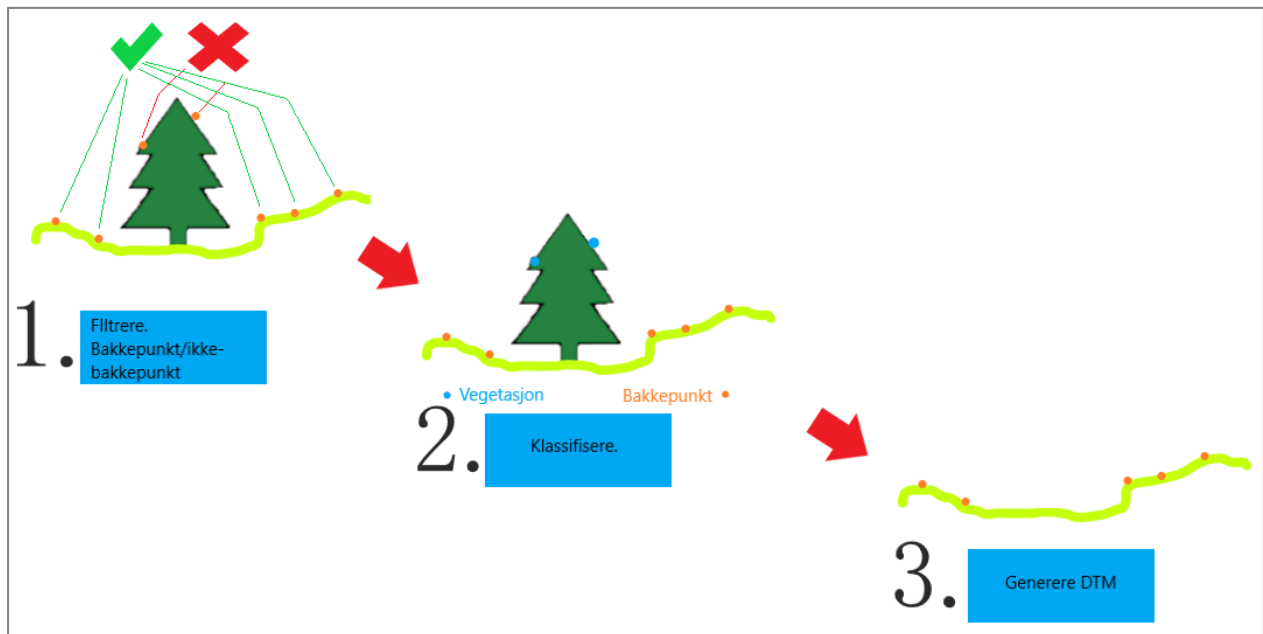 1.
FIltrere.
Bakkepunkt/ikke-
bakkepunkt
Vegetasjon
Bakkepunkt
2.
Klassifisere.
3.
Generere DTM